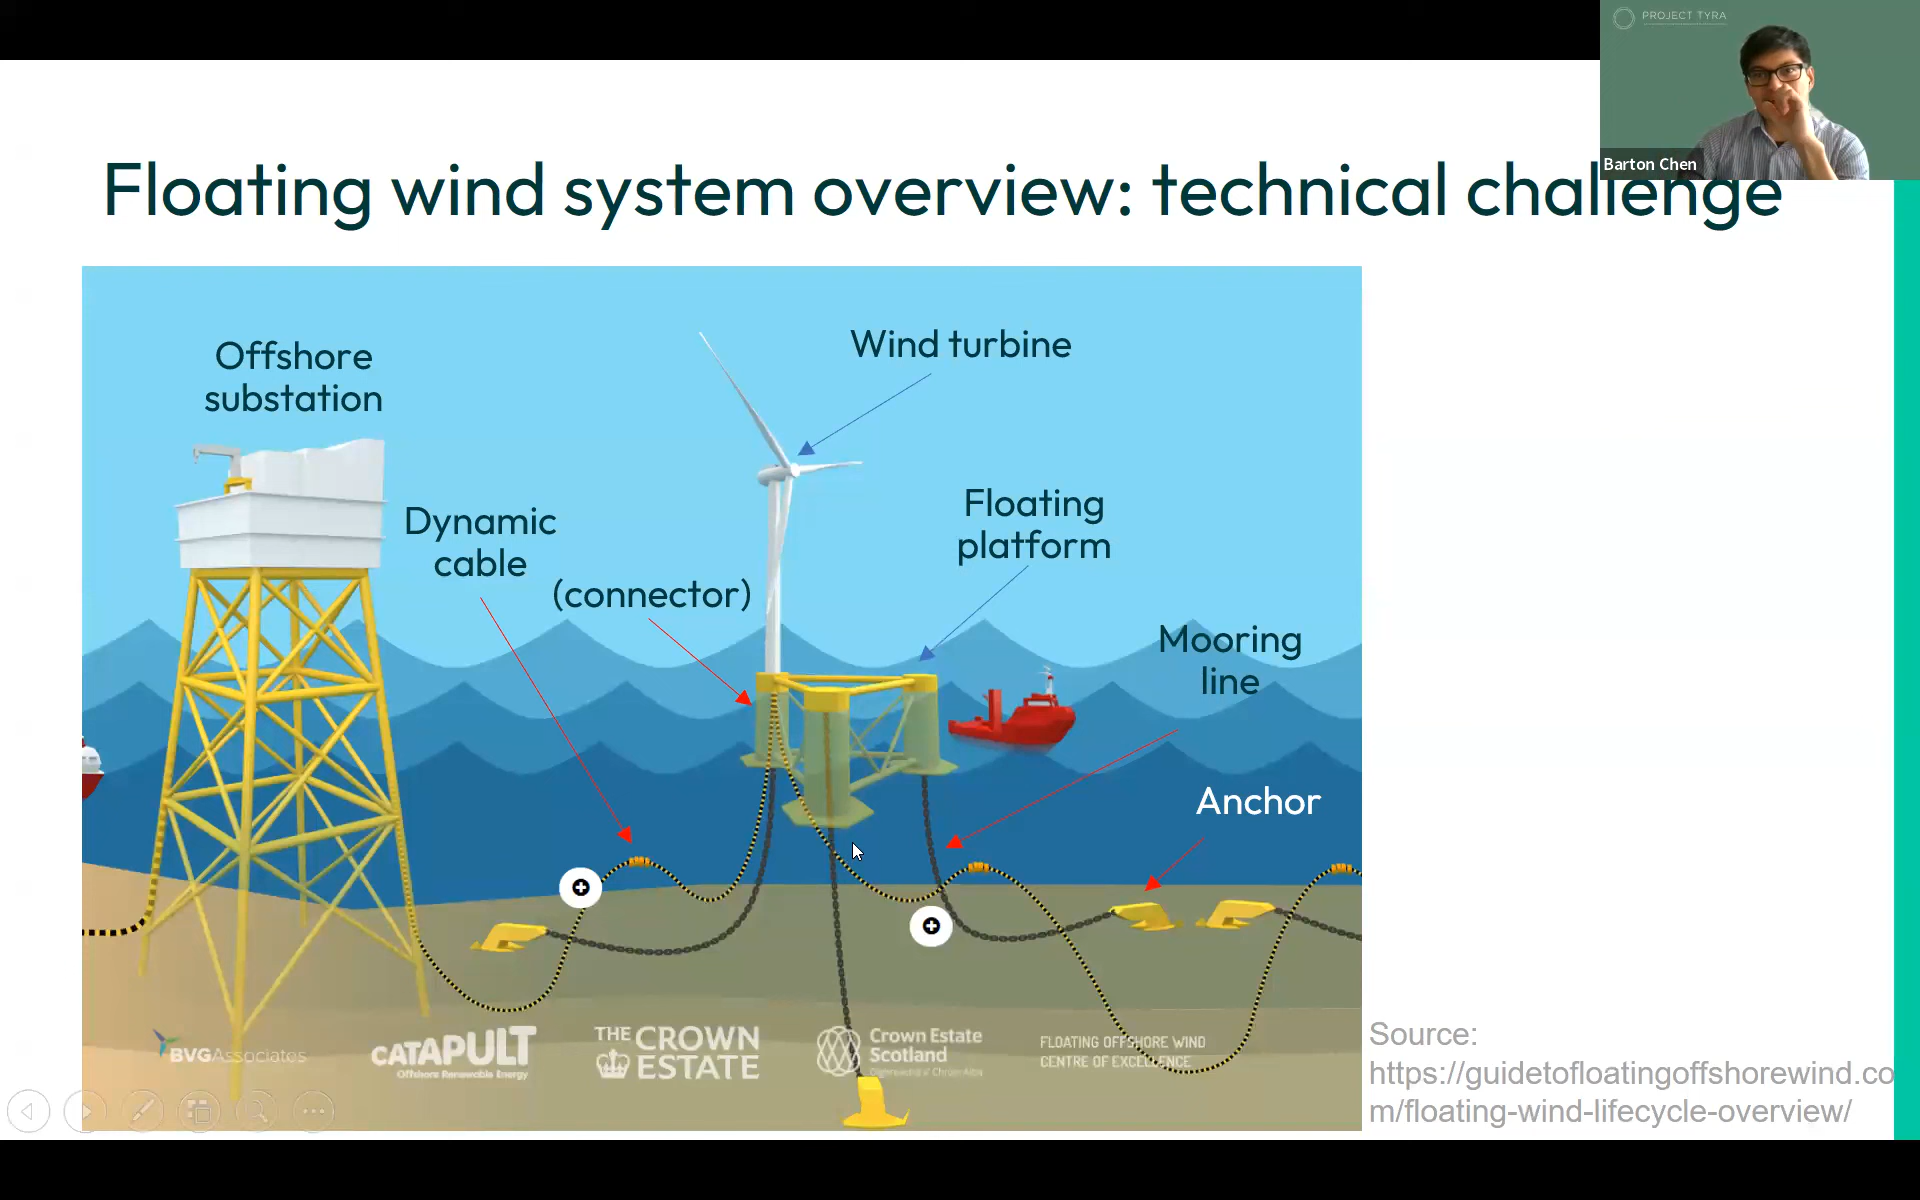 PROJECT TYRA
Barton Chen
Floating wind system overview: technical challenge
Offshore
substation
Wind turbine
Dynamic
cable
(connector)
Floating
platform
Mooring
line
Anchor
BVGAssociates
CATAPULT
Offshore Renewable Energy
THE CROWN
ESTATE
Crown Estate
Scotland
FLOATING OFFSHORE WIND
CENTRE OF EXCELLENCE
Source:
https://guidetofloatingoffshorewind.co
m/floating-wind-lifecycle-overview/